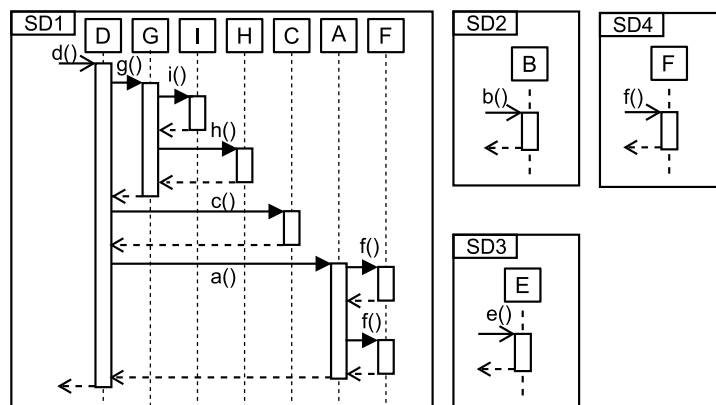 SD1
D G I H C A F
d()
g()
i()
h()
c()
a()
f()
f()
SD2
B
b()
SD4
F
f()
SD3
E
e()